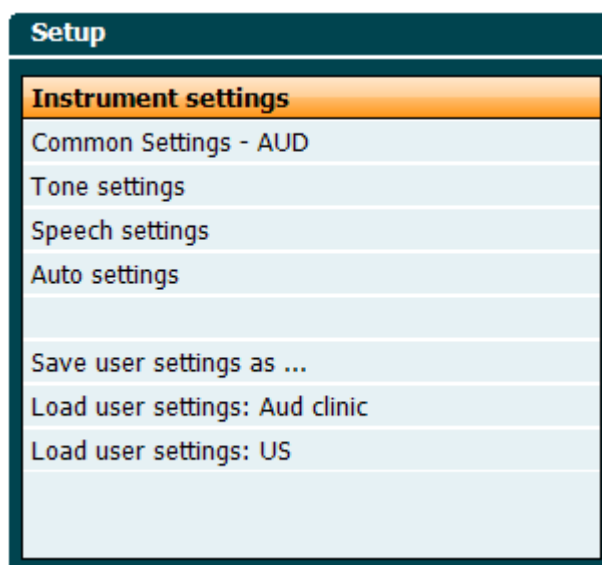 Setup
Instrument settings
Common Settings - AUD
Tone settings
Speech settings
Auto settings
Save user settings as ...
Load user settings: Aud clinic
Load user settings: US